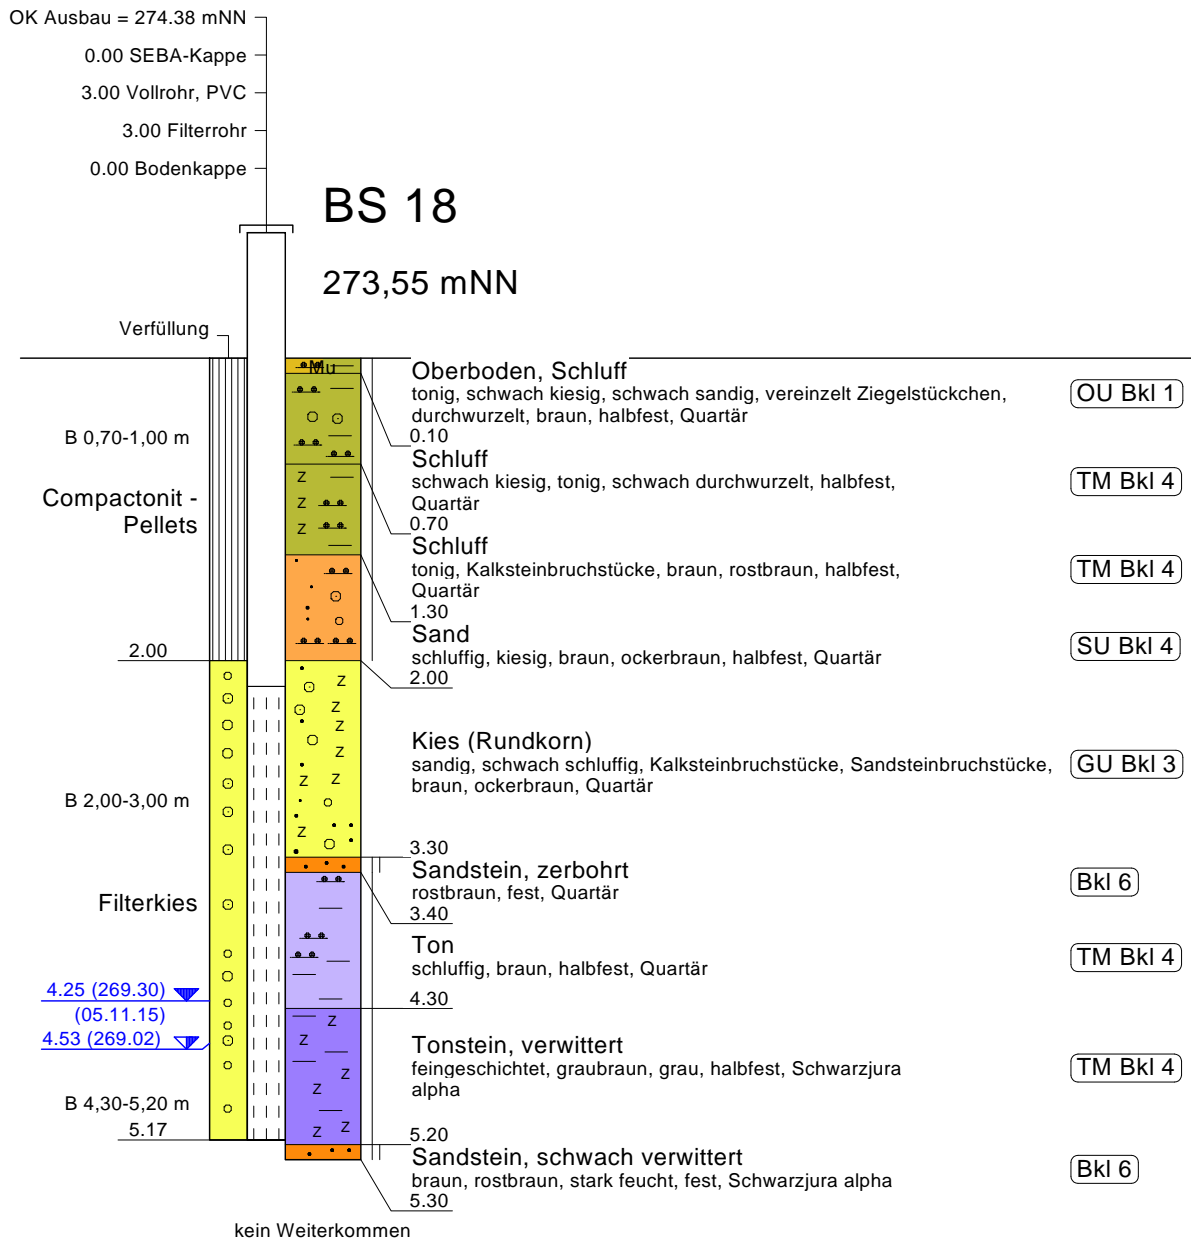 OK Ausbau = 274.38 mNN
0.00 SEBA-Kappe
3.00 Vollrohr, PVC
3.00 Filterrohr
0.00 Bodenkappe
BS 18
273,55 mNN
Verfüllung
Mu
Oberboden, Schluff
tonig, schwach kiesig, schwach sandig, vereinzelt Ziegelstückchen,
durchwurzelt, braun, halbfest, Quartär
OU Bkl 1
0.10
B 0,70-1,00 m
Schluff
schwach kiesig, tonig, schwach durchwurzelt, halbfest,
Quartär
TM Bkl 4
0.70
Compactonit -
Pellets
Z
Z
Z
Schluff
tonig, Kalksteinbruchstücke, braun, rostbraun, halbfest,
Quartär
TM Bkl 4
1.30
Sand
schluffig, kiesig, braun, ockerbraun, halbfest, Quartär
SU Bkl 4
2.00
2.00
Z
Z
Z
Z
Z Z
Z
Kies (Rundkorn)
sandig, schwach schluffig, Kalksteinbruchstücke, Sandsteinbruchstücke,
braun, ockerbraun, Quartär
GU Bkl 3
B 2,00-3,00 m
3.30
Sandstein, zerbohrt
rostbraun, fest, Quartär
Bkl 6
3.40
Filterkies
Ton
schluffig, braun, halbfest, Quartär
TM Bkl 4
4.25 (269.30)
4.30
(05.11.15)
4.53 (269.02)
Z
Z
Z
Z
Z Z
Tonstein, verwittert
feingeschichtet, graubraun, grau, halbfest, Schwarzjura
alpha
TM Bkl 4
B 4,30-5,20 m
5.17
5.20
Sandstein, schwach verwittert
braun, rostbraun, stark feucht, fest, Schwarzjura alpha
Bkl 6
5.30
kein Weiterkommen